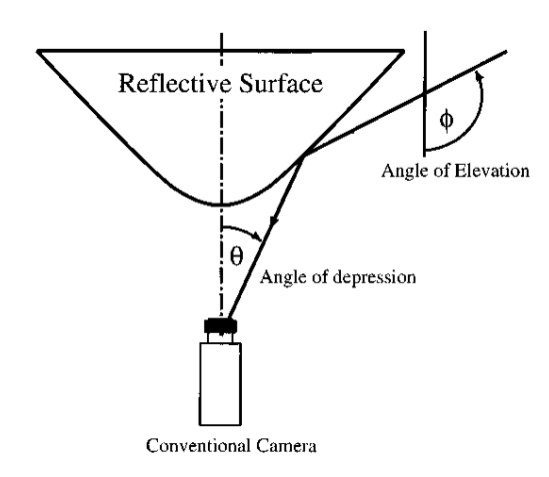 Reflective Surface
ϕ
Angle of Elevation
θ
Angle of depression
Conventional Camera